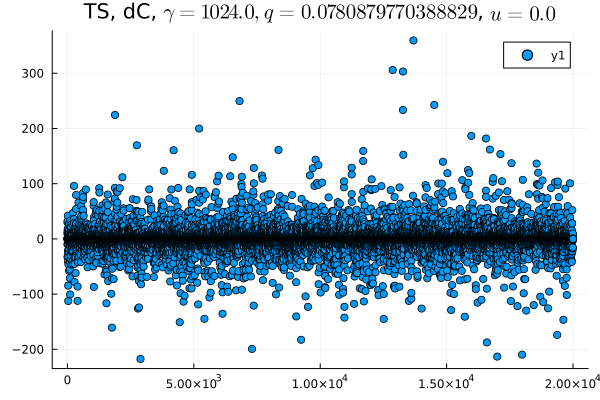 TS, dC, γ = 1024.0, q = 0.0780879770388829, u = 0.0
y1
300
200
100
0
−100
−200
0 5.00×10³ 1.00×10⁴ 1.50×10⁴ 2.00×10⁴